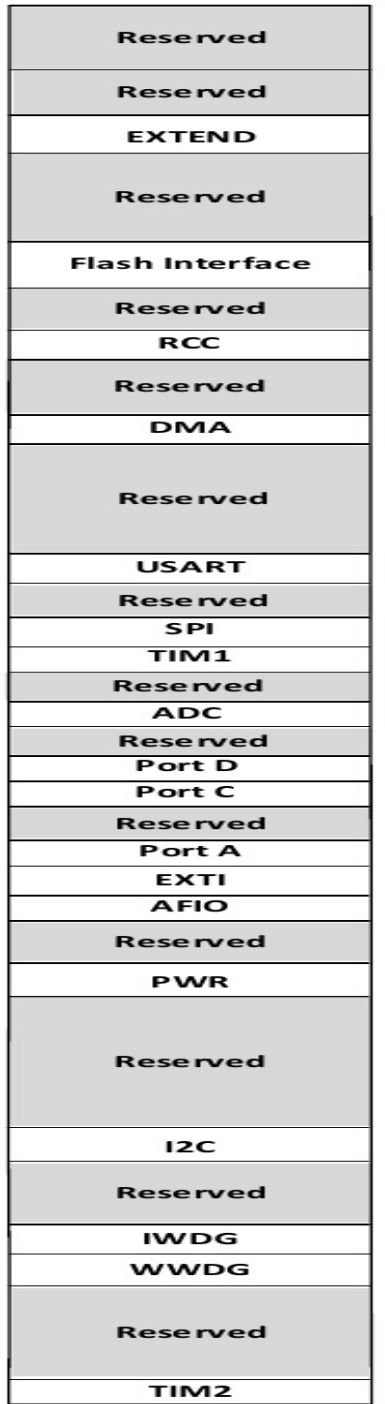 Reserved
Reserved
EXTEND
Reserved
Flash Interface
Reserved
RCC
Reserved
DMA
Reserved
USART
Reserved
SPI
TIM1
Reserved
ADC
Reserved
Port D
Port C
Reserved
Port A
EXTI
AFIO
Reserved
PWR
Reserved
I2C
Reserved
IWDG
WWDG
Reserved
TIM2